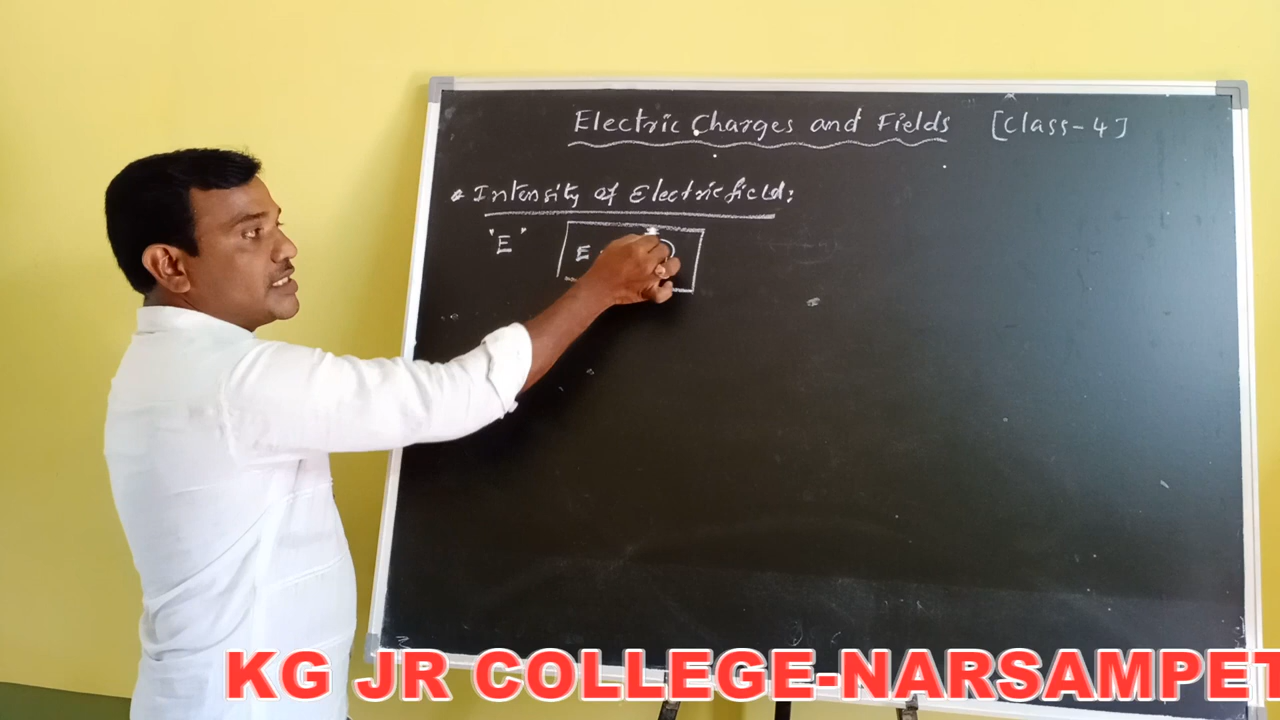 Electric Charges and Fields [Class-4]
* Intensity of Electric field:
"E" E
KG JR COLLEGE-NARSAMPET